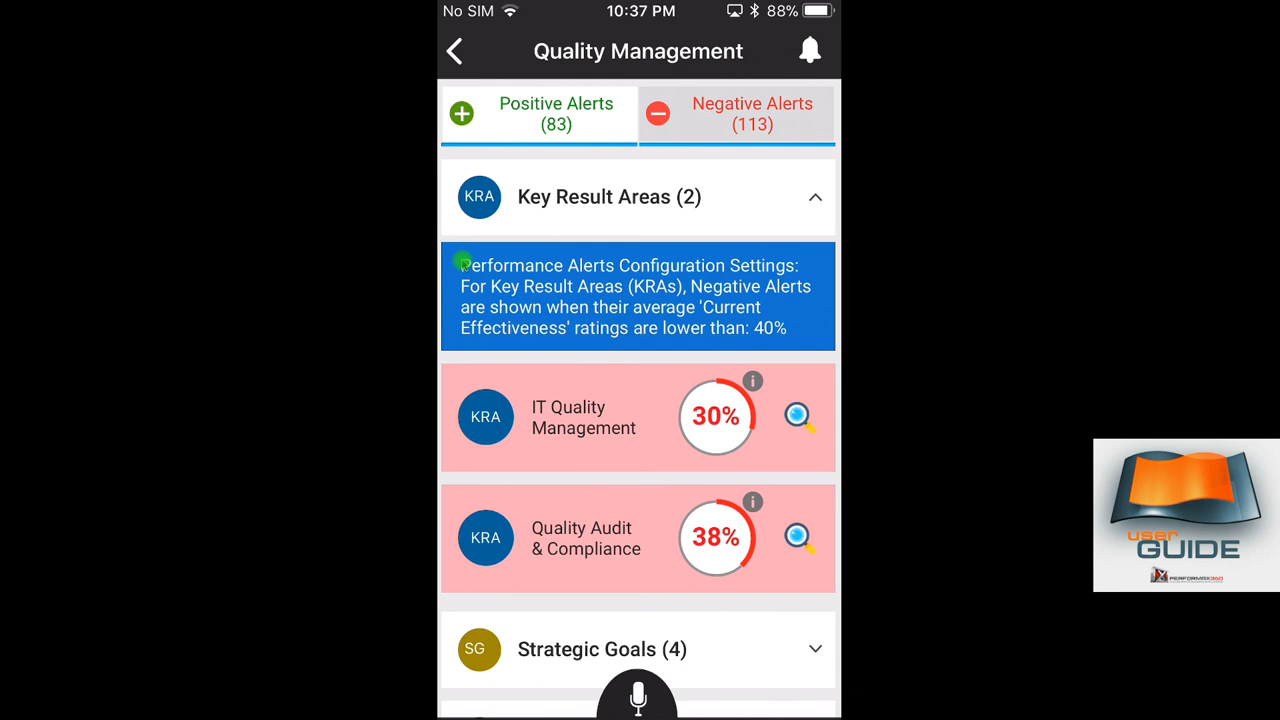 No SIM 10:37 PM 88%
Quality Management
Positive Alerts
(83)
Negative Alerts
(113)
KRA Key Result Areas (2)
Performance Alerts Configuration Settings:
For Key Result Areas (KRAs), Negative Alerts
are shown when their average 'Current
Effectiveness' ratings are lower than: 40%
KRA
IT Quality
Management
30%
i
KRA
Quality Audit
& Compliance
38%
i
SG Strategic Goals (4)
user
GUIDE
PERFORMAX360